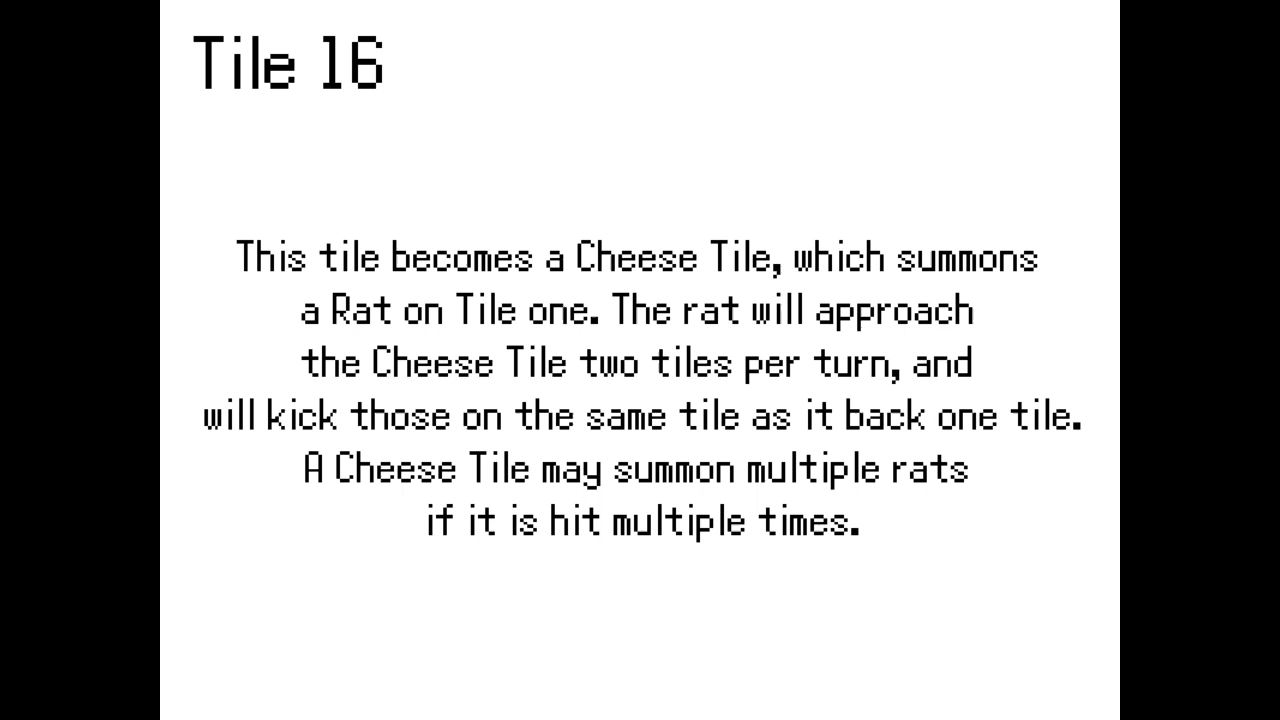 Tile 16
This tile becomes a Cheese Tile, which summons
a Rat on Tile one. The rat will approach
the Cheese Tile two tiles per turn, and
will kick those on the same tile as it back one tile.
A Cheese Tile may summon multiple rats
if it is hit multiple times.